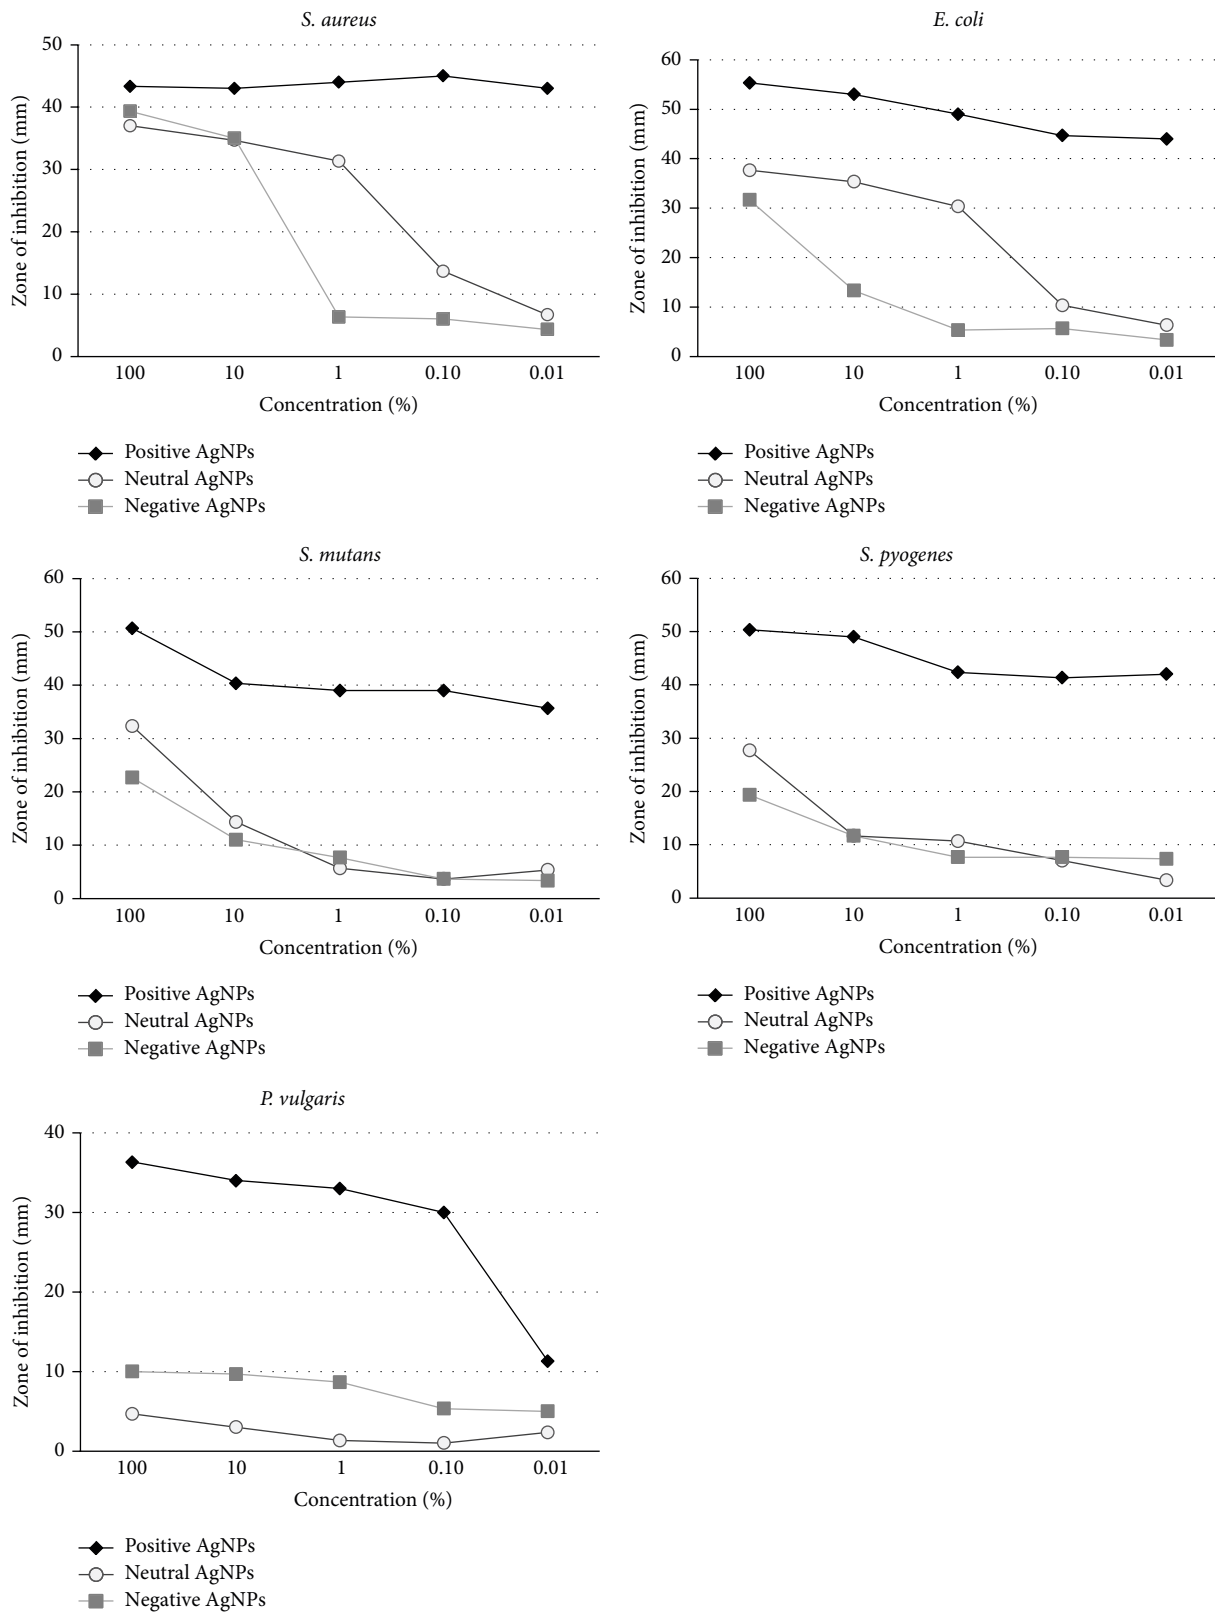 S. aureus
Zone of inhibition (mm)
50
40
30
20
10
0
100 10 1 0.10 0.01
Concentration (%)
Positive AgNPs
Neutral AgNPs
Negative AgNPs
E. coli
Zone of inhibition (mm)
60
50
40
30
20
10
0
100 10 1 0.10 0.01
Concentration (%)
Positive AgNPs
Neutral AgNPs
Negative AgNPs
S. mutans
Zone of inhibition (mm)
60
50
40
30
20
10
0
100 10 1 0.10 0.01
Concentration (%)
Positive AgNPs
Neutral AgNPs
Negative AgNPs
S. pyogenes
Zone of inhibition (mm)
60
50
40
30
20
10
0
100 10 1 0.10 0.01
Concentration (%)
Positive AgNPs
Neutral AgNPs
Negative AgNPs
P. vulgaris
Zone of inhibition (mm)
40
30
20
10
0
100 10 1 0.10 0.01
Concentration (%)
Positive AgNPs
Neutral AgNPs
Negative AgNPs